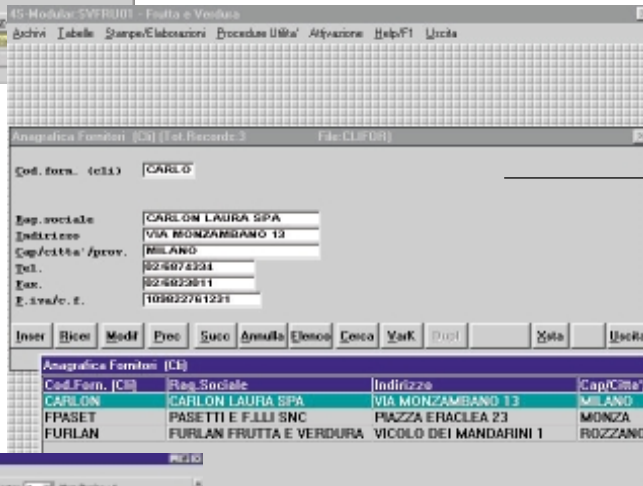 4S-Modular:SVFRU01 - Frutta e Verdura
Archivi Tabelle Stampe/Elaborazioni Procedure Utilita' Attivazione Help/F1 Uscita
Anagrafica Fornitori (Cli) (Tot.Records:3 File:CLIFOR)
Cod.forn. (cli) CARLO
Rag.sociale CARLON LAURA SPA
Indirizzo VIA MONZAMBANO 13
Cap/citta'/prov. MILANO
Tel. 02/6874334
Fax. 02/6823011
P.iva/c.f. 109822761231
Inser Ricer Modif Prec Succ Annulla Elenco Cerca VarK Dupl Xsta Uscita
Anagrafica Fornitori (Cli)
Cod.Forn. (Cli) Rag.Sociale Indirizzo Cap/Citta'
CARLON CARLON LAURA SPA VIA MONZAMBANO 13 MILANO
FPASET PASETTI E F.LLI SNC PIAZZA ERACLEA 23 MONZA
FURLAN FURLAN FRUTTA E VERDURA VICOLO DEI MANDARINI 1 ROZZANO